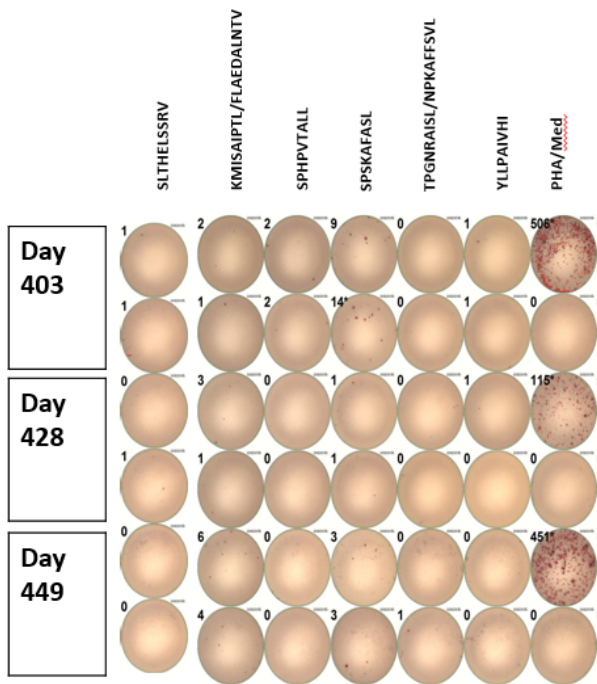 SLTHELSSRV
KMISAIPTL/FLAEDALNTV
SPHPVTALL
SPSKAFASL
TPGNRAISL/NPKAFFSVL
YLLPAIVHI
PHA/Med
Day
403
1 2 2 9 0 1 506*
1 1 2 14* 0 1 0
Day
428
0 3 0 1 0 1 115*
1 1 0 1 0 0 0
Day
449
0 6 0 3 0 0 451*
0 4 0 3 1 0 0